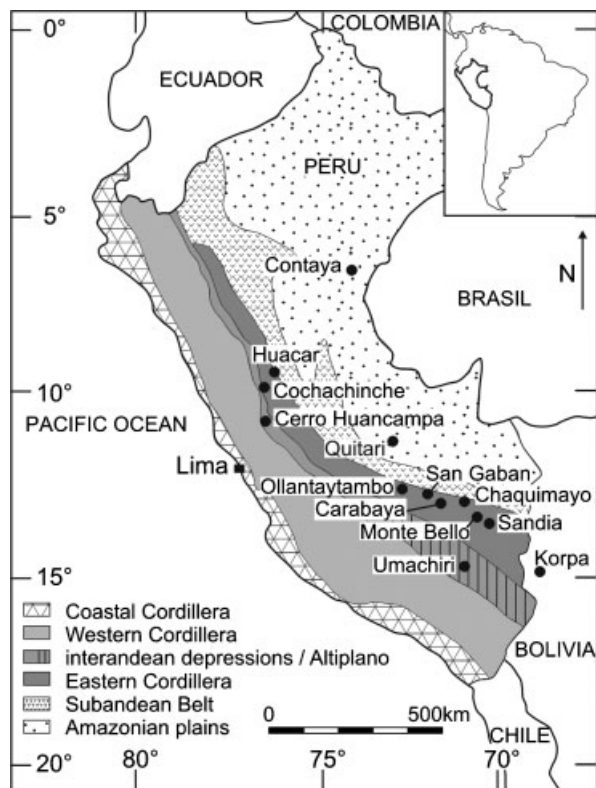 0°
COLOMBIA
ECUADOR
PERU
5°
Contaya
N
BRASIL
Huacar
10°
Cochachinche
PACIFIC OCEAN
Cerro Huancampa
Quitari
Lima
San Gaban
Ollantaytambo
Chaquimayo
Carabaya
Monte Bello
Sandia
Umachiri
Korpa
15°
Coastal Cordillera
Western Cordillera
BOLIVIA
interandean depressions / Altiplano
Eastern Cordillera
Subandean Belt
0 500km
Amazonian plains
CHILE
20°
80° 75° 70°